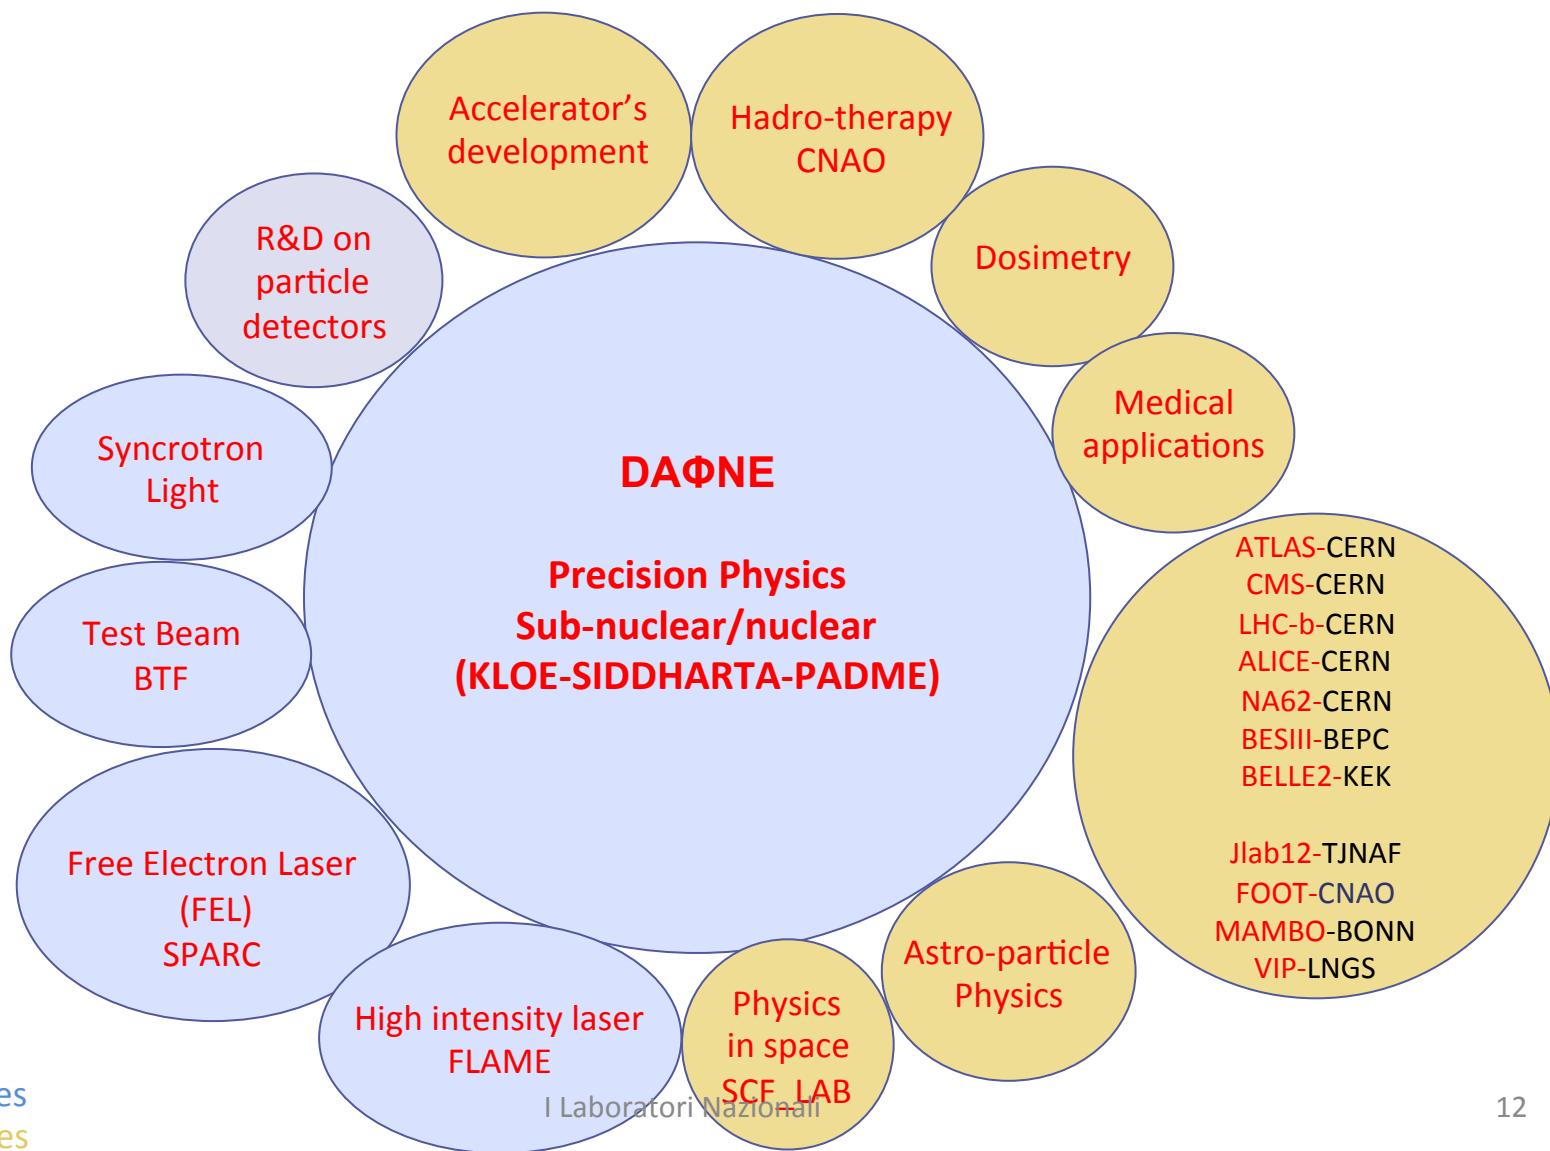 Accelerator’s
development
Hadro-therapy
CNAO
R&D on
particle
detectors
Dosimetry
Medical
applications
Syncrotron
Light
DAΦNE
Precision Physics
Sub-nuclear/nuclear
(KLOE-SIDDHARTA-PADME)
Test Beam
BTF
ATLAS-CERN
CMS-CERN
LHC-b-CERN
ALICE-CERN
NA62-CERN
BESIII-BEPC
BELLE2-KEK
Jlab12-TJNAF
FOOT-CNAO
MAMBO-BONN
VIP-LNGS
Free Electron Laser
(FEL)
SPARC
High intensity laser
FLAME
Physics
in space
SCF_LAB
Astro-particle
Physics
I Laboratori Nazionali
12